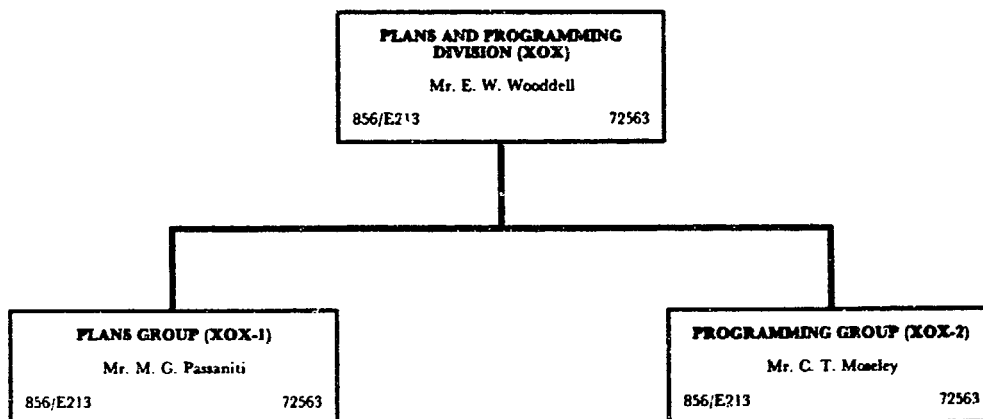 PLANS AND PROGRAMMING
DIVISION (XOX)
Mr. E. W. Wooddell
856/E213 72563
PLANS GROUP (XOX-1)
Mr. M. G. Passaniti
856/E213 72563
PROGRAMMING GROUP (XOX-2)
Mr. C. T. Moseley
856/E213 72563